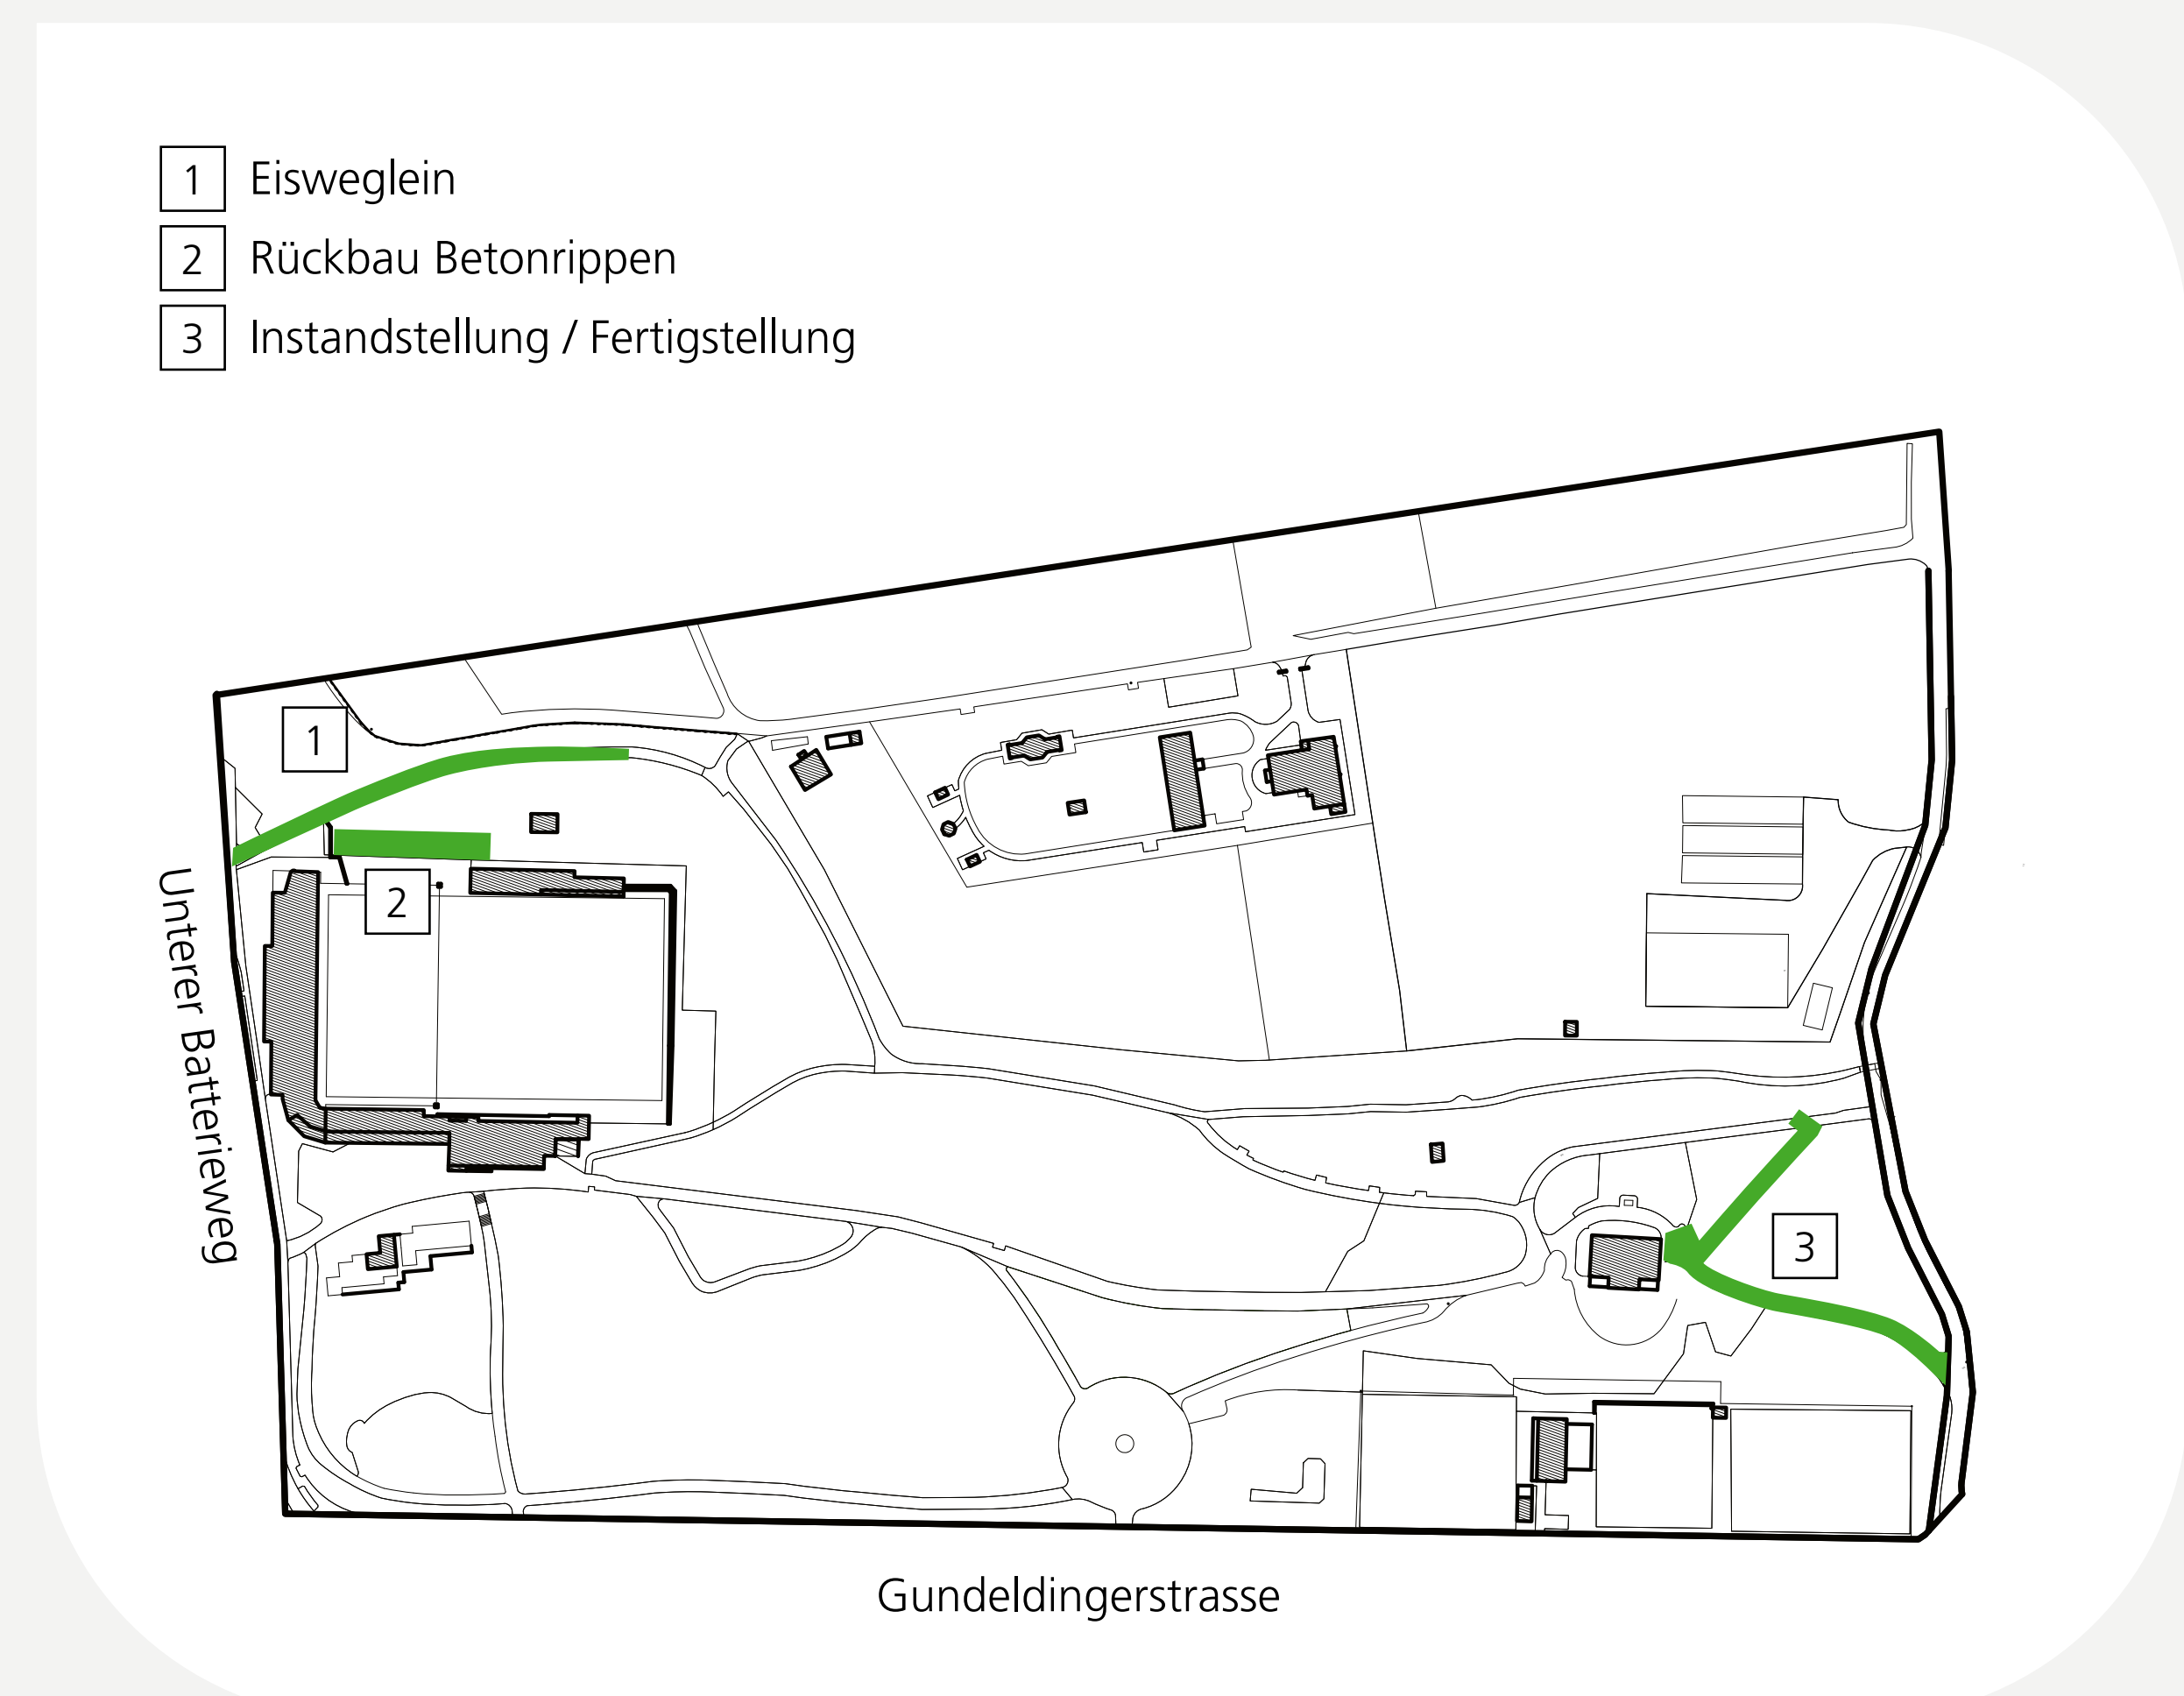 1 Eisweglein
2 Rückbau Betonrippen
3 Instandstellung / Fertigstellung
1
2
Unterer Batterieweg
3
Gundeldingerstrasse